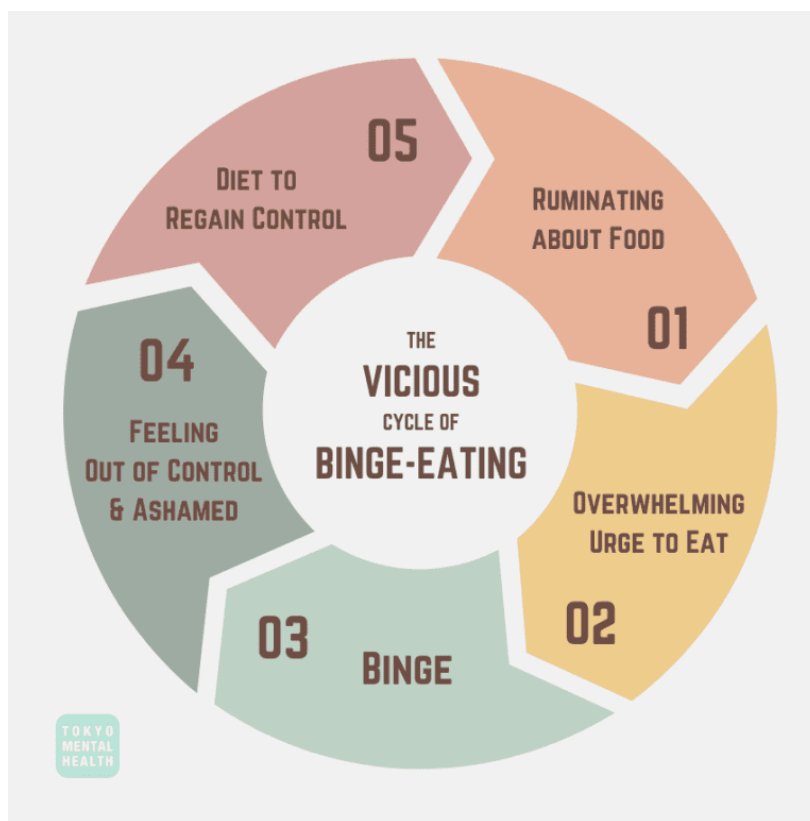 THE
VICIOUS
CYCLE OF
BINGE-EATING
RUMINATING
ABOUT FOOD
01
OVERWHELMING
URGE TO EAT
02
03
BINGE
04
FEELING
OUT OF CONTROL
& ASHAMED
05
DIET TO
REGAIN CONTROL
TOKYO
MENTAL
HEALTH